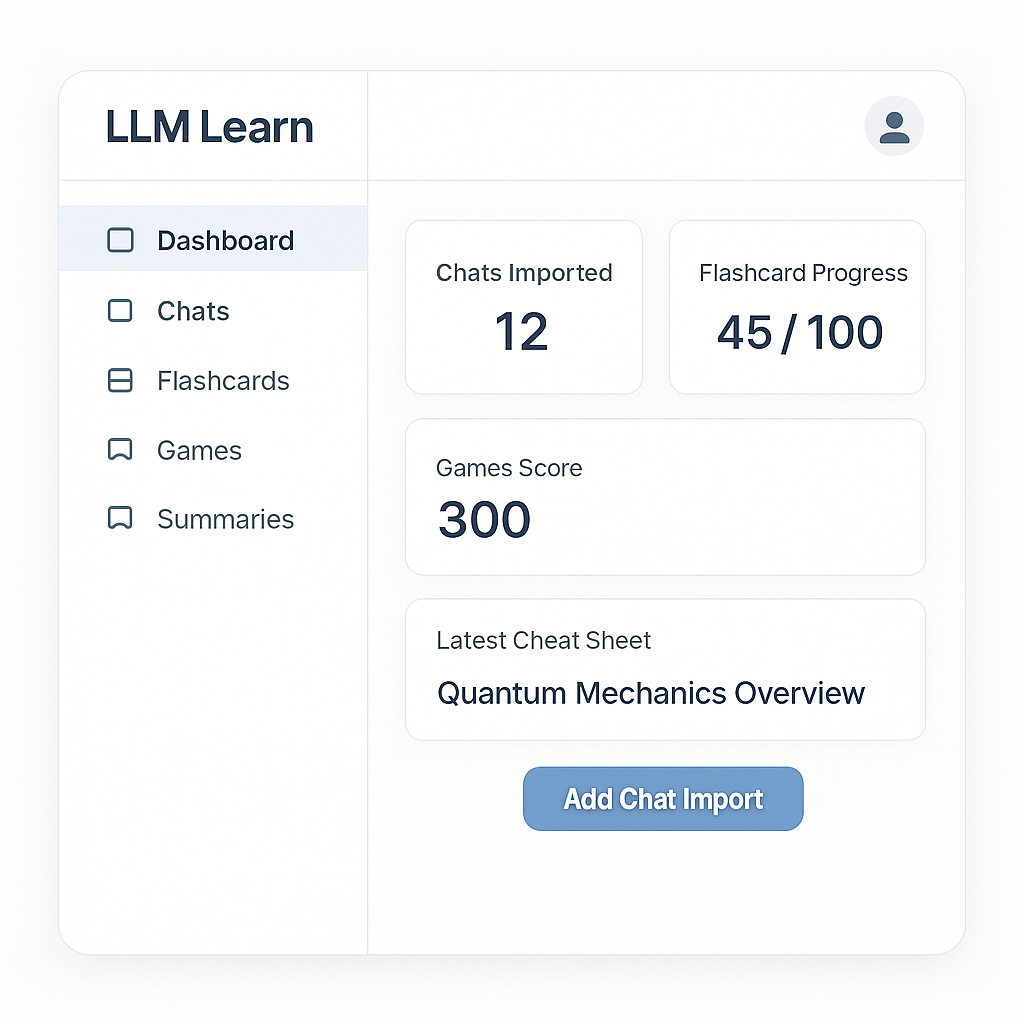 LLM Learn
Dashboard
Chats
Flashcards
Games
Summaries
Chats Imported
12
Flashcard Progress
45 / 100
Games Score
300
Latest Cheat Sheet
Quantum Mechanics Overview
Add Chat Import